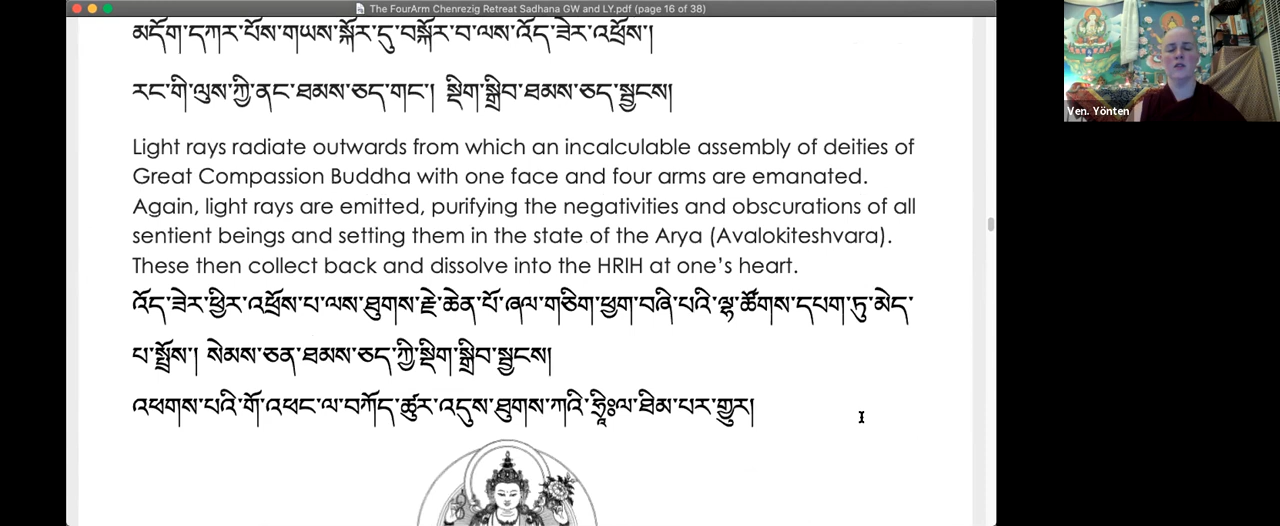 The FourArm Chenrezig Retreat Sadhana GW and LY.pdf (page 16 of 38)
མདོག་དཀར་པོས་གཡས་སྐོར་དུ་བསྐོར་བ་ལས་འོད་ཟེར་འཕྲོས་།
རང་གི་ལུས་ཀྱི་ནང་ཐམས་ཅད་གང་། སྡིག་སྒྲིབ་ཐམས་ཅད་སྦྱངས།
Light rays radiate outwards from which an incalculable assembly of deities of
Great Compassion Buddha with one face and four arms are emanated.
Again, light rays are emitted, purifying the negativities and obscurations of all
sentient beings and setting them in the state of the Arya (Avalokiteshvara).
These then collect back and dissolve into the HRIH at one’s heart.
འོད་ཟེར་ཕྱིར་འཕྲོས་པ་ལས་ཐུགས་རྗེ་ཆེན་པོ་ཞལ་གཅིག་ཕྱག་བཞི་པའི་ལྷ་ཚོགས་དཔག་ཏུ་མེད་
པ་སྤྲོས་། སེམས་ཅན་ཐམས་ཅད་ཀྱི་སྡིག་སྒྲིབ་སྦྱངས།
འཕགས་པའི་གོ་འཕང་ལ་བཀོད་ཚུར་འདུས་ཐུགས་ཀའི་ཧྲཱིཿལ་ཐིམ་པར་གྱུར།
Ven. Yönten